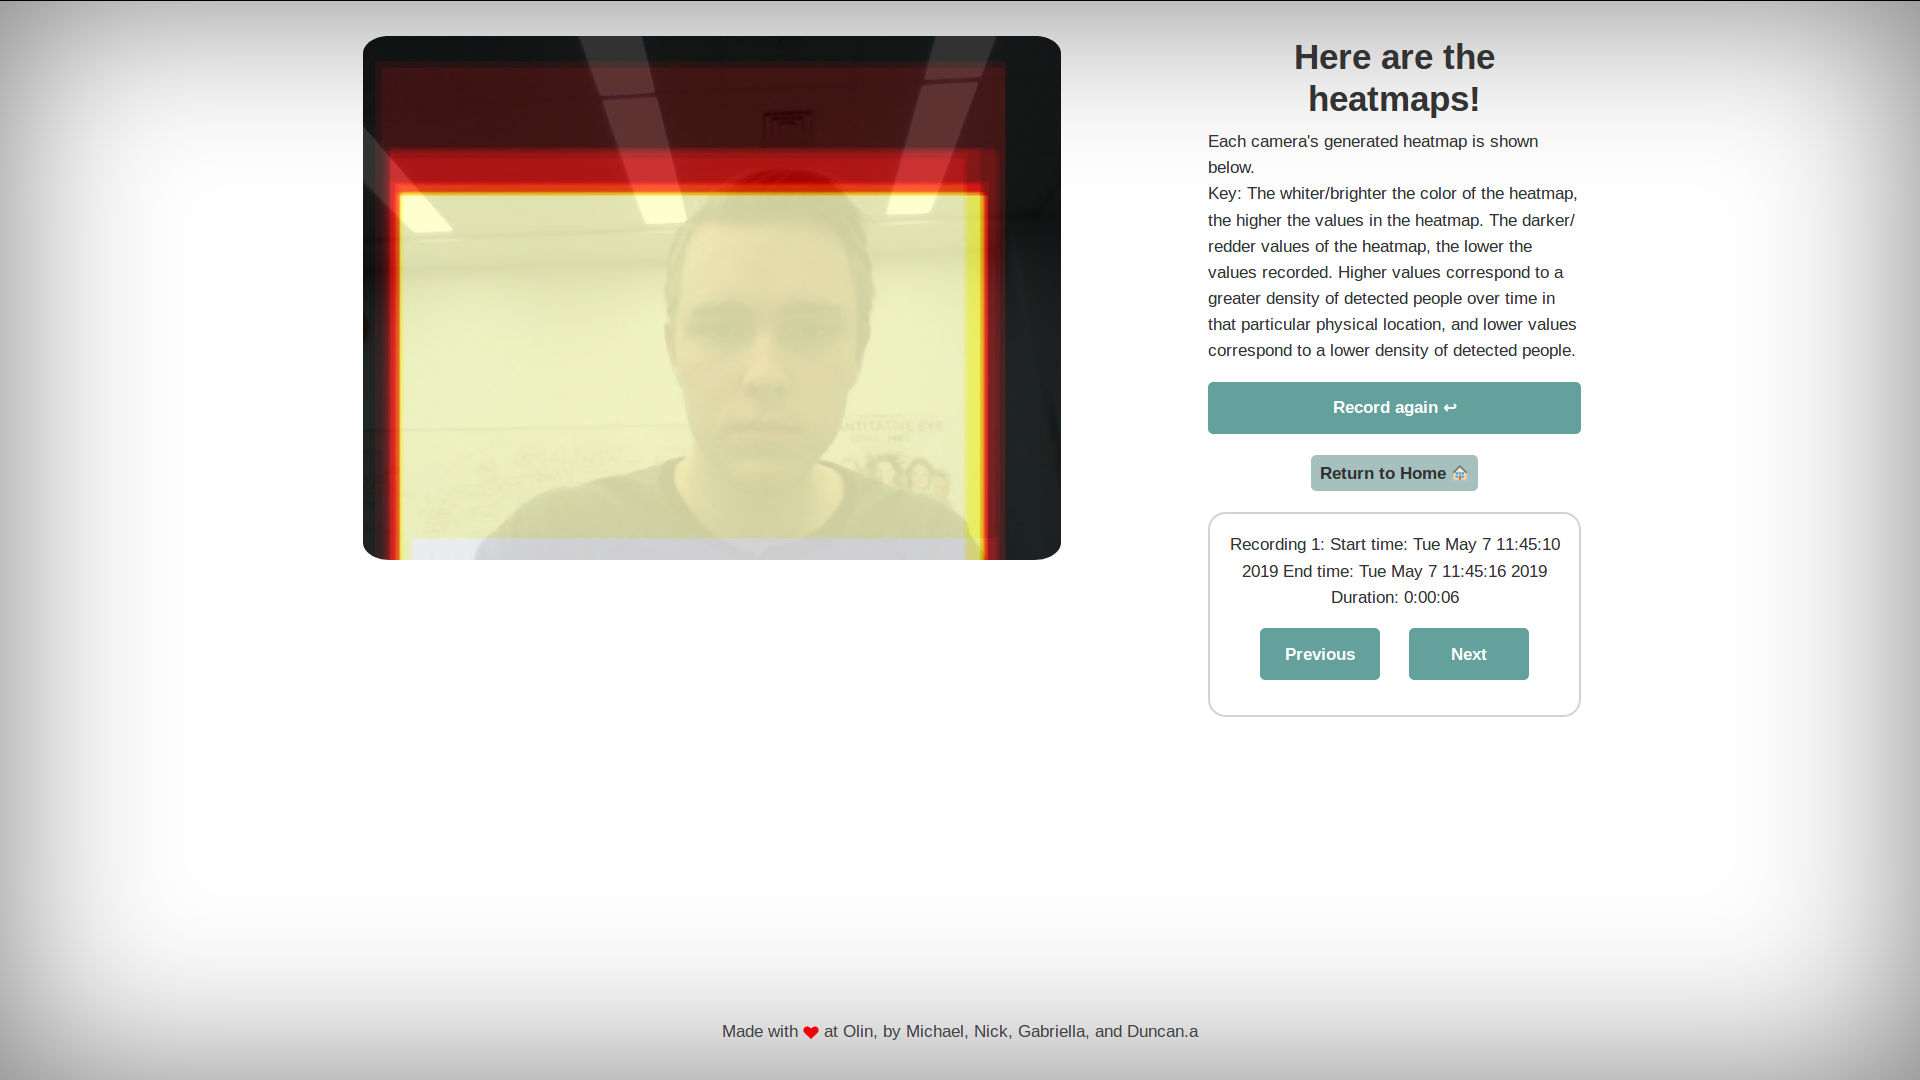 Here are the
heatmaps!
Each camera's generated heatmap is shown
below.
Key: The whiter/brighter the color of the heatmap,
the higher the values in the heatmap. The darker/
redder values of the heatmap, the lower the
values recorded. Higher values correspond to a
greater density of detected people over time in
that particular physical location, and lower values
correspond to a lower density of detected people.
ANTITATIVE EYE
Record again ↩
Return to Home 🏠
Recording 1: Start time: Tue May 7 11:45:10
2019 End time: Tue May 7 11:45:16 2019
Duration: 0:00:06
Previous
Next
Made with ❤ at Olin, by Michael, Nick, Gabriella, and Duncan.a